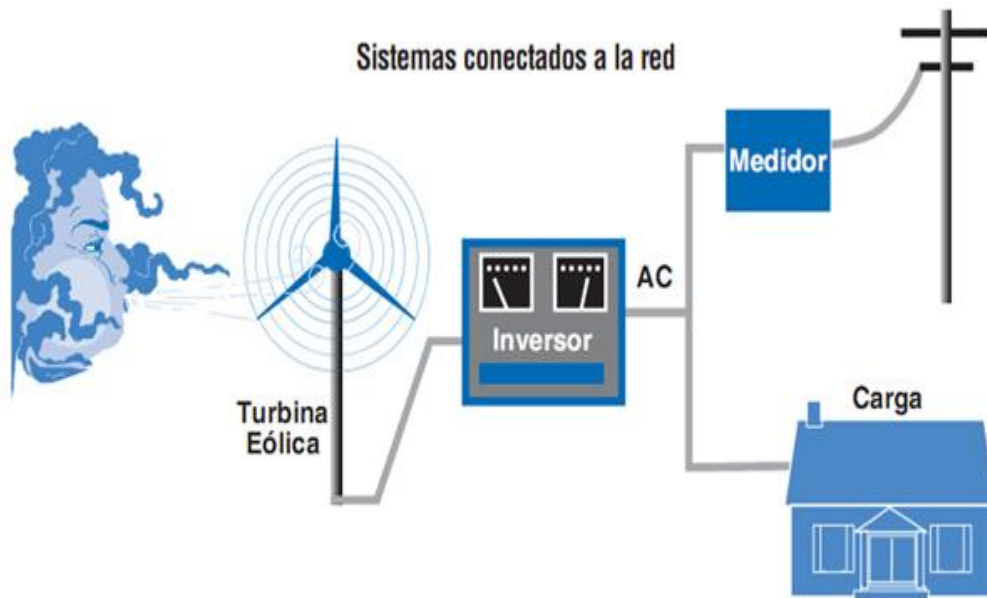 Sistemas conectados a la red
Medidor
AC
Inversor
Turbina
Eólica
Carga